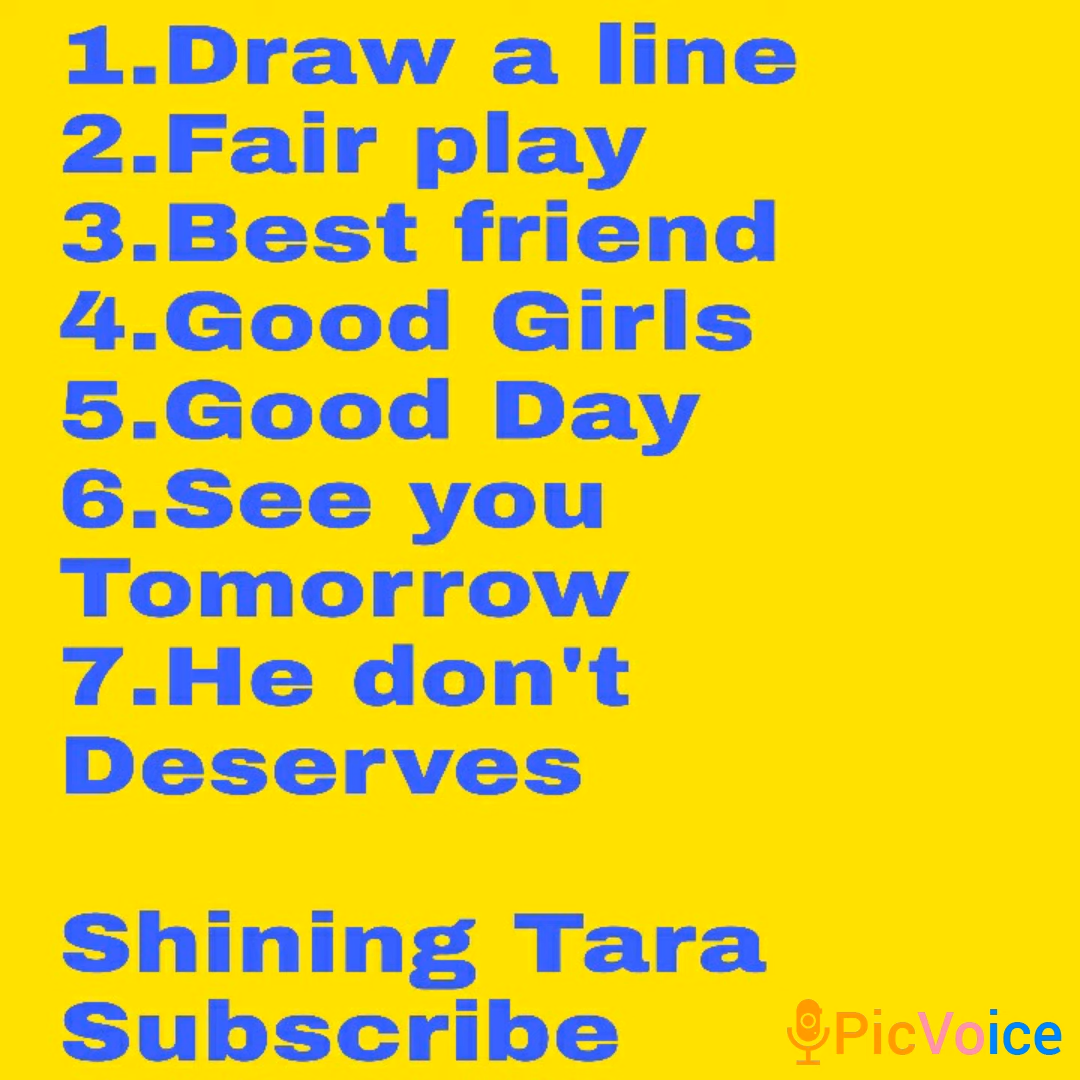 1.Draw a line
2.Fair play
3.Best friend
4.Good Girls
5.Good Day
6.See you
Tomorrow
7.He don't
Deserves
Shining Tara
Subscribe
PicVoice